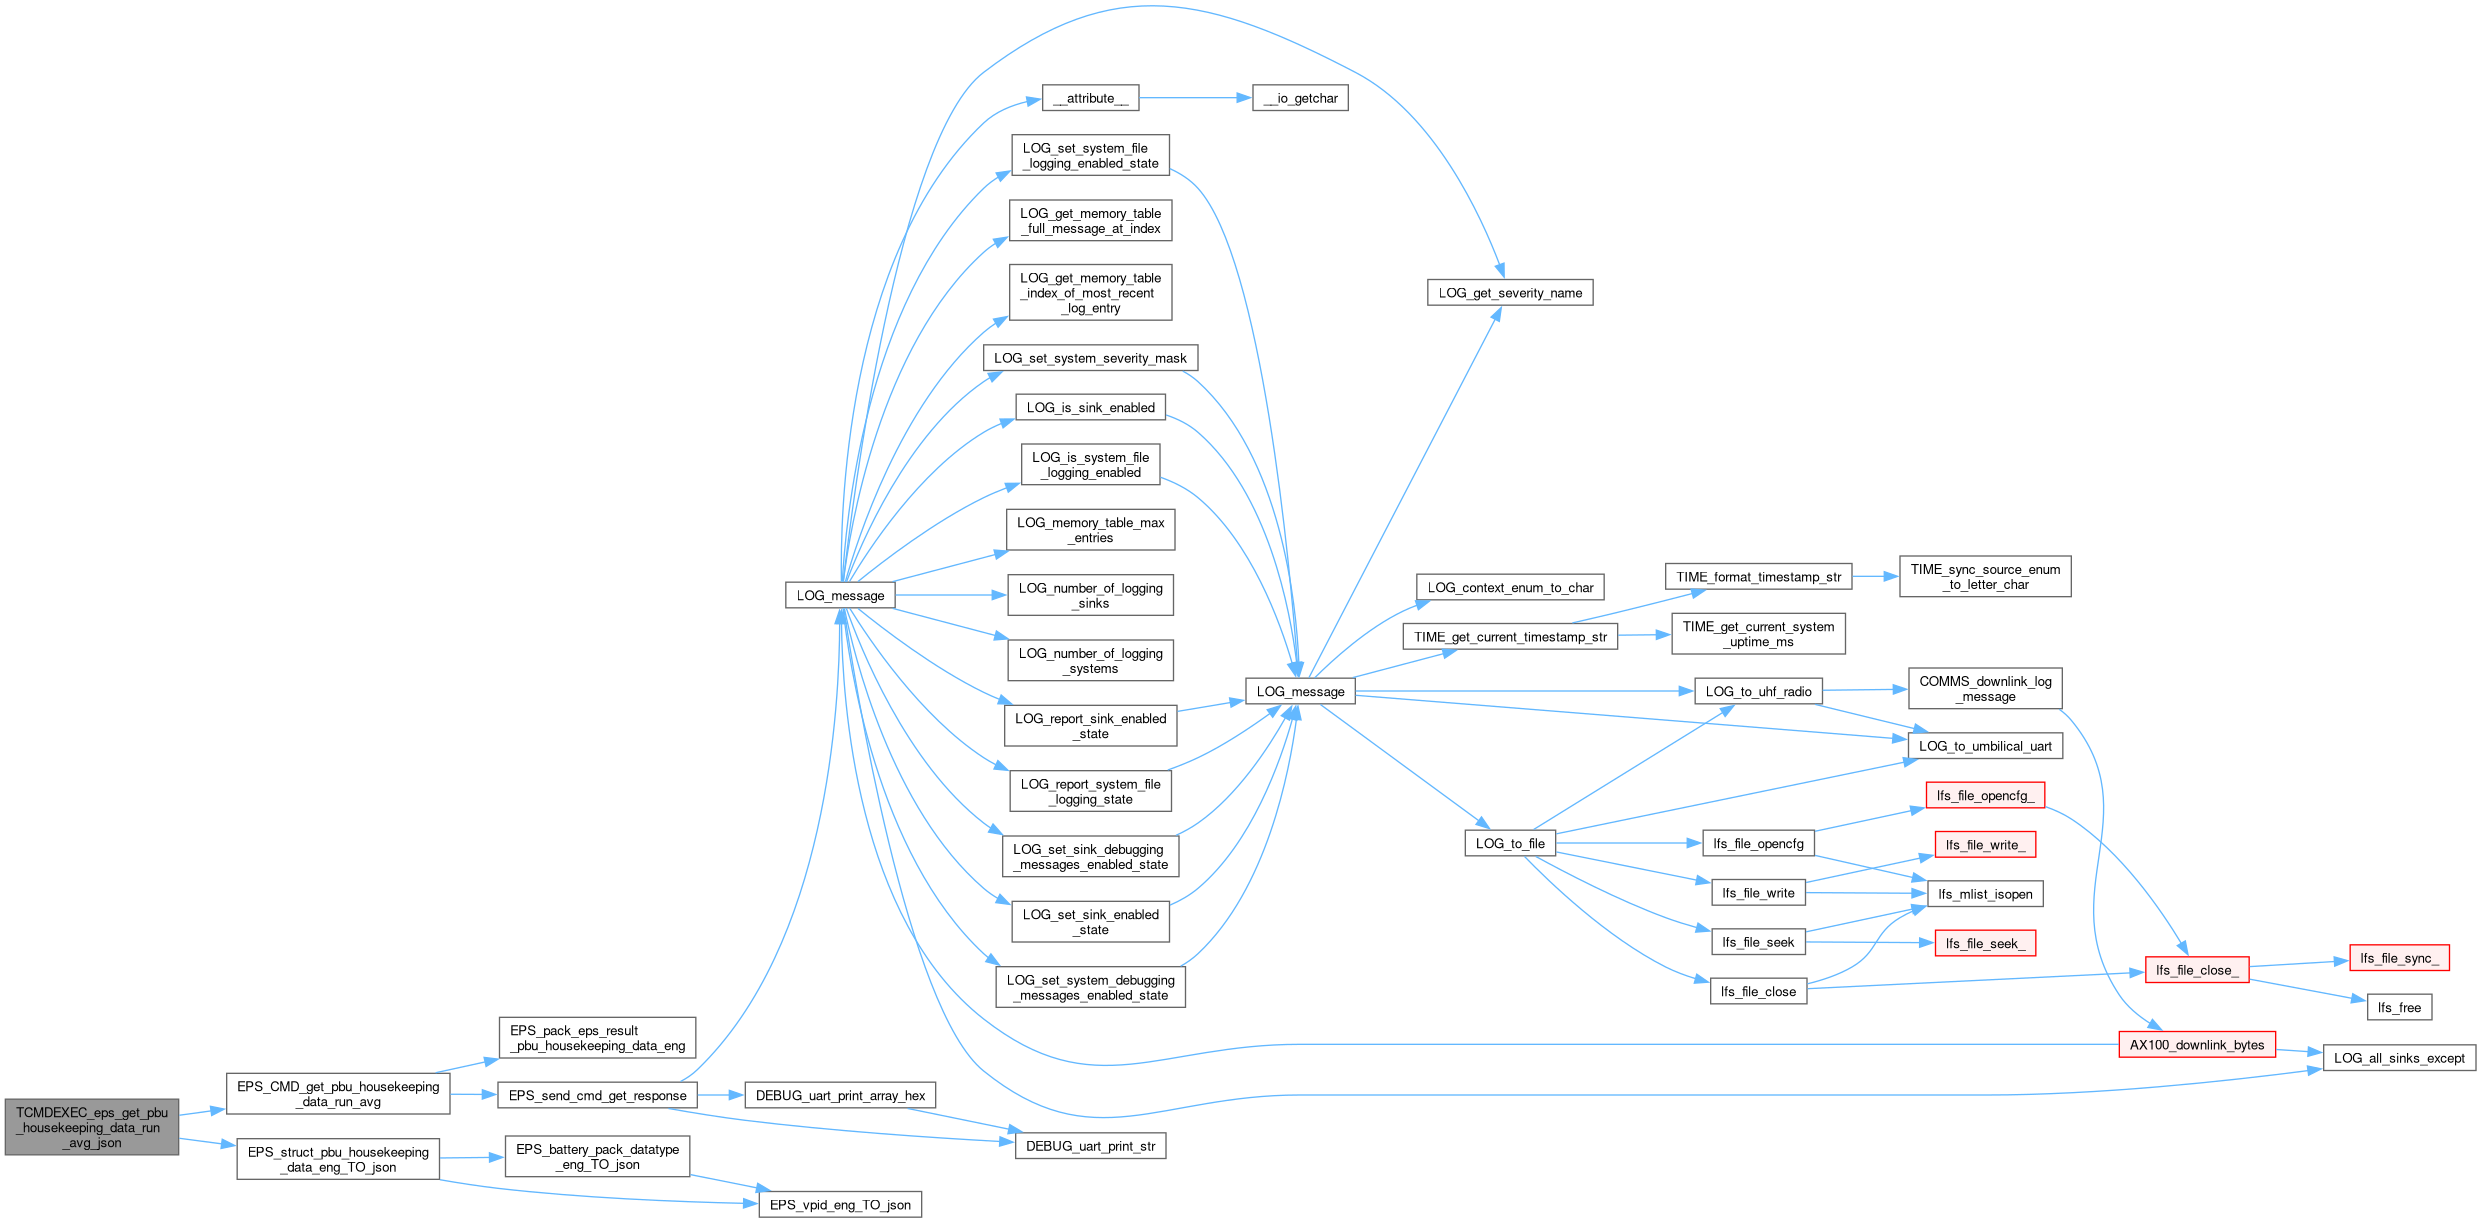 __attribute__
__io_getchar
LOG_set_system_file
_logging_enabled_state
LOG_get_memory_table
_full_message_at_index
LOG_get_memory_table
_index_of_most_recent
_log_entry
LOG_get_severity_name
LOG_set_system_severity_mask
LOG_is_sink_enabled
LOG_is_system_file
_logging_enabled
LOG_memory_table_max
_entries
LOG_message
LOG_number_of_logging
_sinks
LOG_number_of_logging
_systems
LOG_report_sink_enabled
_state
LOG_report_system_file
_logging_state
LOG_set_sink_debugging
_messages_enabled_state
LOG_set_sink_enabled
_state
LOG_set_system_debugging
_messages_enabled_state
LOG_message
LOG_context_enum_to_char
TIME_get_current_timestamp_str
TIME_format_timestamp_str
TIME_sync_source_enum
_to_letter_char
TIME_get_current_system
_uptime_ms
LOG_to_uhf_radio
COMMS_downlink_log
_message
LOG_to_umbilical_uart
LOG_to_file
lfs_file_opencfg
lfs_file_opencfg_
lfs_file_write
lfs_file_write_
lfs_mlist_isopen
lfs_file_seek
lfs_file_seek_
lfs_file_close
lfs_file_close_
lfs_file_sync_
lfs_free
AX100_downlink_bytes
LOG_all_sinks_except
EPS_pack_eps_result
_pbu_housekeeping_data_eng
EPS_CMD_get_pbu_housekeeping
_data_run_avg
EPS_send_cmd_get_response
DEBUG_uart_print_array_hex
DEBUG_uart_print_str
TCMDEXEC_eps_get_pbu
_housekeeping_data_run
_avg_json
EPS_struct_pbu_housekeeping
_data_eng_TO_json
EPS_battery_pack_datatype
_eng_TO_json
EPS_vpid_eng_TO_json